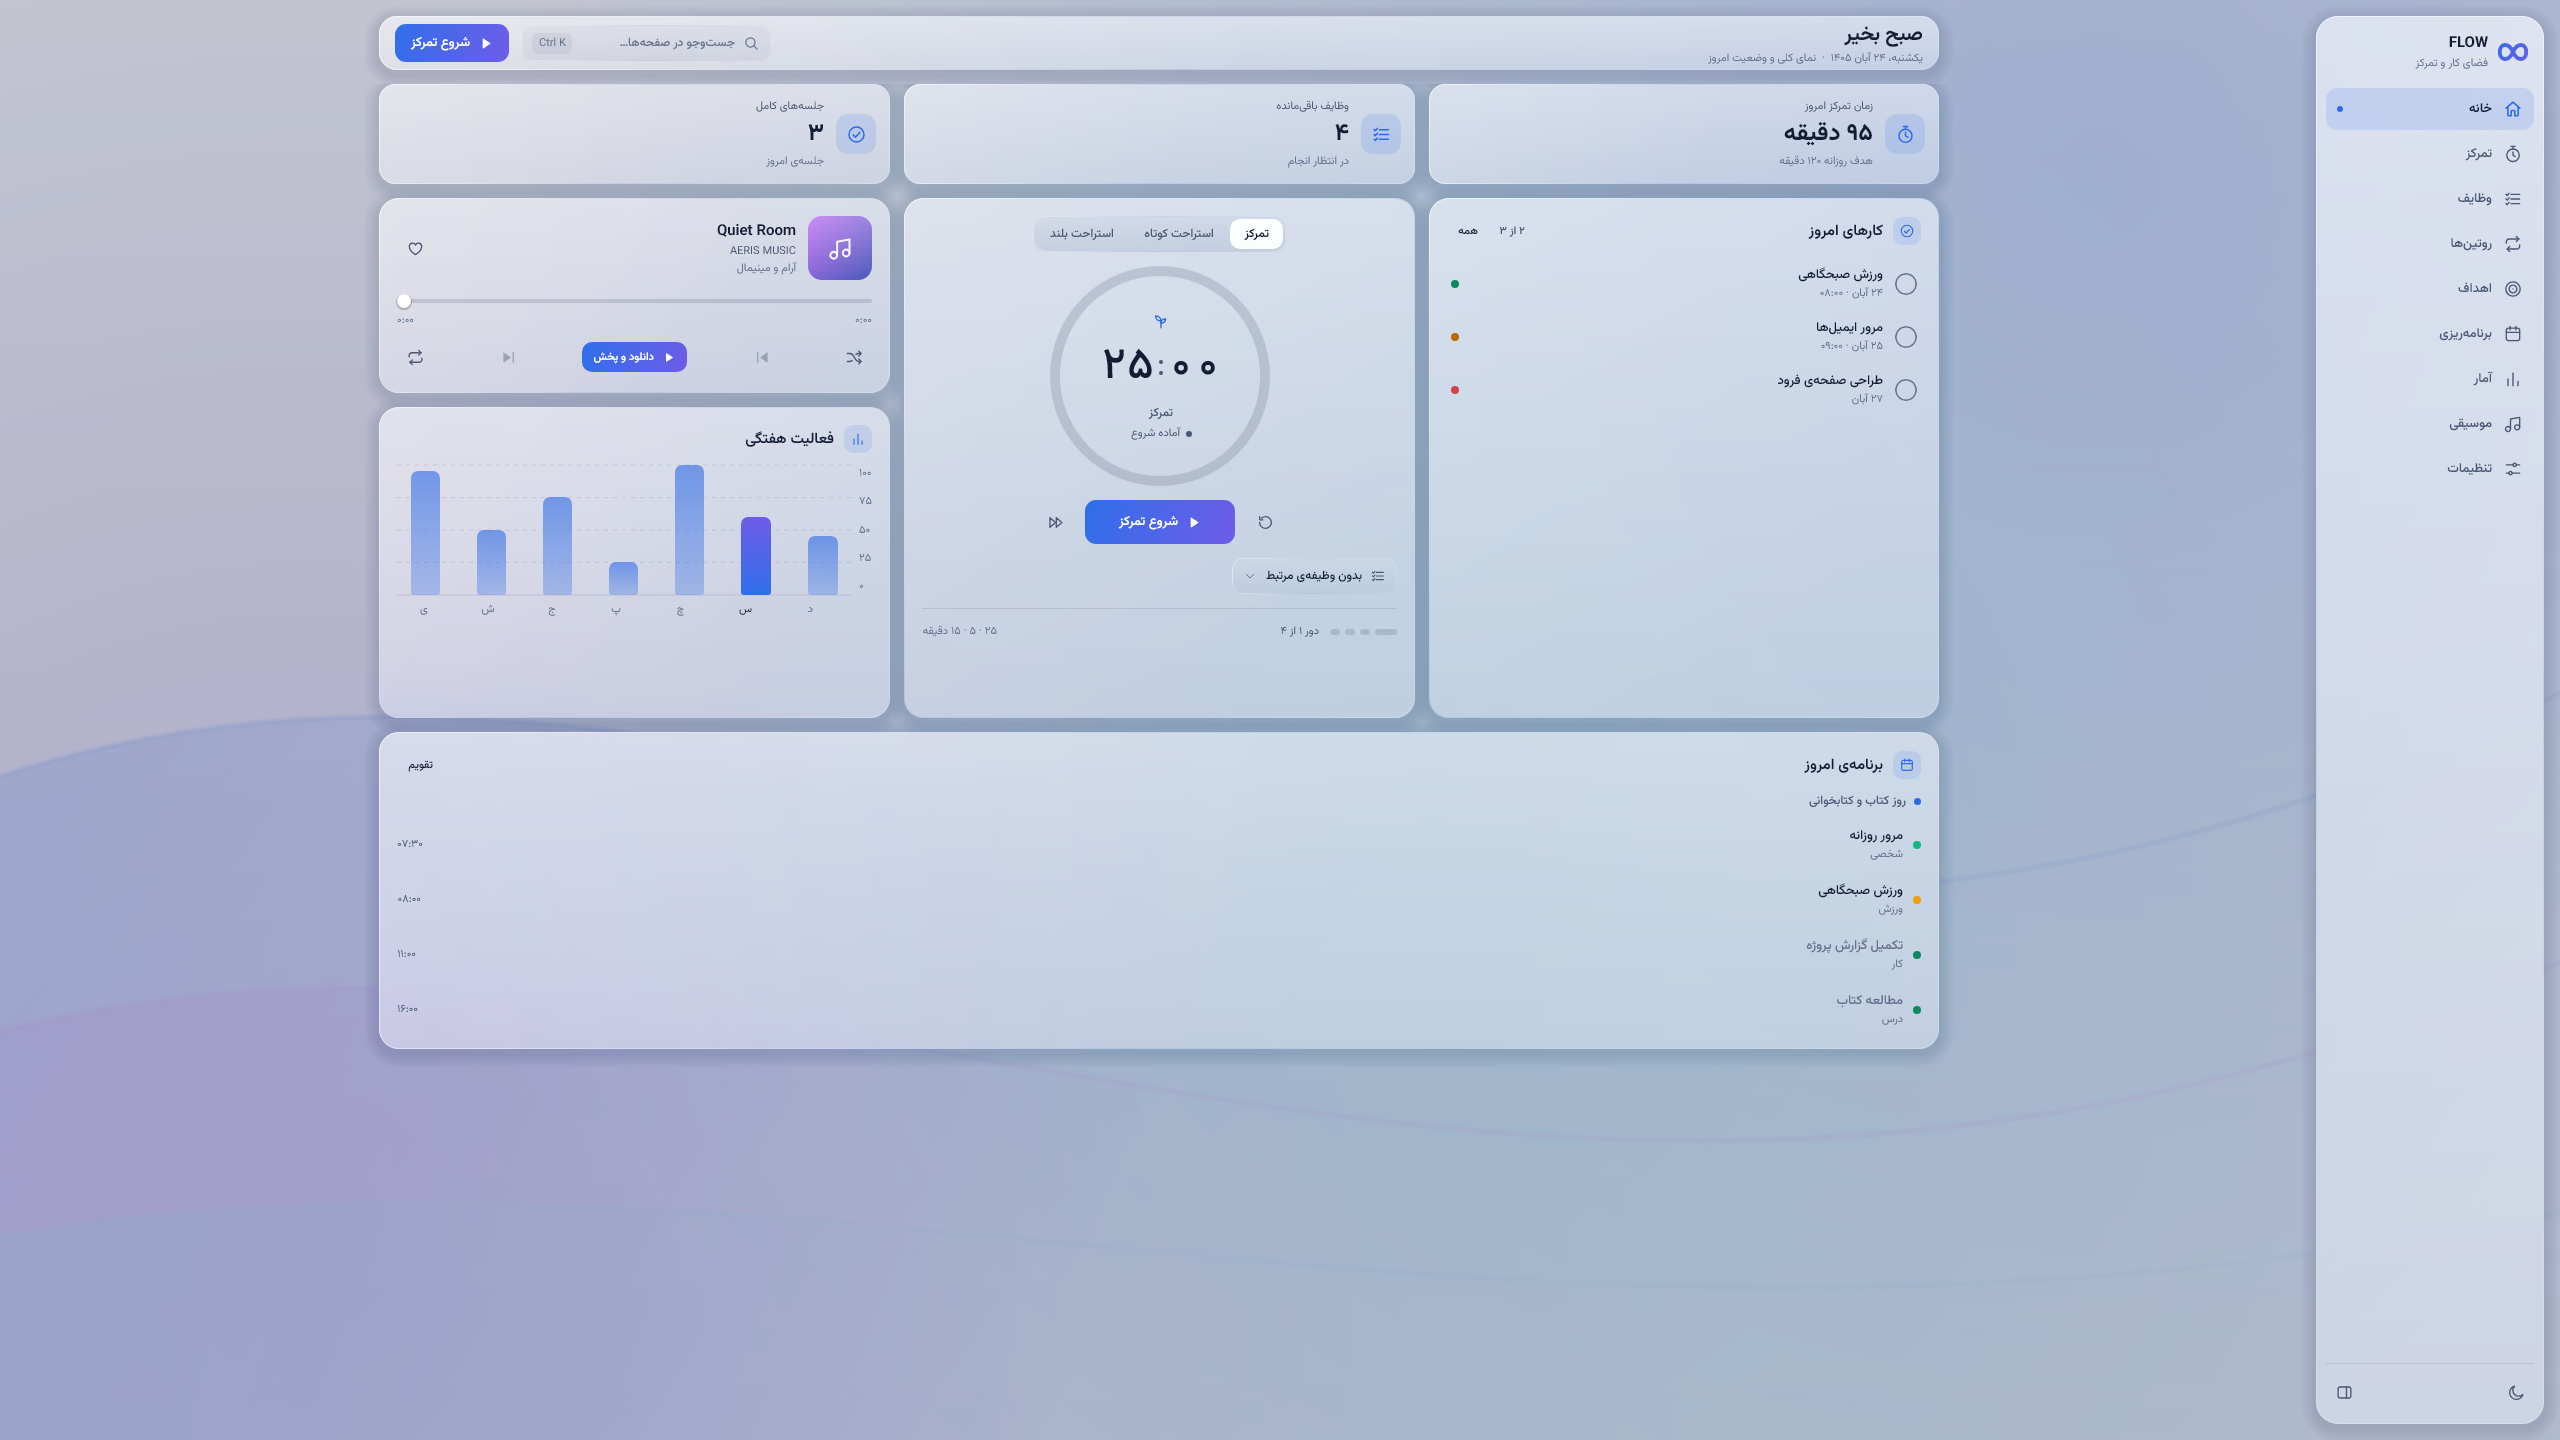 FLOW
فضای کار و تمرکز
خانه
تمرکز
وظایف
روتین‌ها
اهداف
برنامه‌ریزی
آمار
موسیقی
تنظیمات
صبح بخیر
یکشنبه، ۲۴ آبان ۱۴۰۵ · نمای کلی و وضعیت امروز
جست‌وجو در صفحه‌ها…
Ctrl K
شروع تمرکز
زمان تمرکز امروز
۹۵ دقیقه
هدف روزانه ۱۲۰ دقیقه
وظایف باقی‌مانده
۴
در انتظار انجام
جلسه‌های کامل
۳
جلسه‌ی امروز
کارهای امروز
۲ از ۳
همه
ورزش صبحگاهی
۲۴ آبان · ۰۸:۰۰
مرور ایمیل‌ها
۲۵ آبان · ۰۹:۰۰
طراحی صفحه‌ی فرود
۲۷ آبان
تمرکز
استراحت کوتاه
استراحت بلند
۲۵:۰۰
تمرکز
آماده شروع
شروع تمرکز
بدون وظیفه‌ی مرتبط
دور ۱ از ۴
۲۵ · ۵ · ۱۵ دقیقه
Quiet Room
AERIS MUSIC
آرام و مینیمال
۰:۰۰
۰:۰۰
دانلود و پخش
فعالیت هفتگی
۱۰۰
۷۵
۵۰
۲۵
۰
د
س
چ
پ
ج
ش
ی
برنامه‌ی امروز
تقویم
روز کتاب و کتابخوانی
مرور روزانه
شخصی
۰۷:۳۰
ورزش صبحگاهی
ورزش
۰۸:۰۰
تکمیل گزارش پروژه
کار
۱۱:۰۰
مطالعه کتاب
درس
۱۶:۰۰